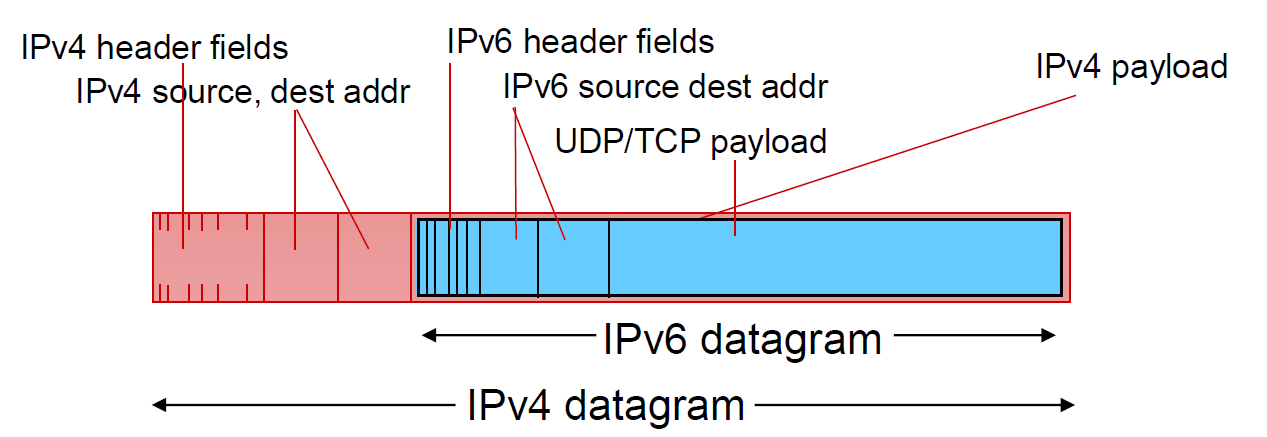 IPv4 header fields
IPv4 source, dest addr
IPv6 header fields
IPv6 source dest addr
UDP/TCP payload
IPv4 payload
IPv6 datagram
IPv4 datagram